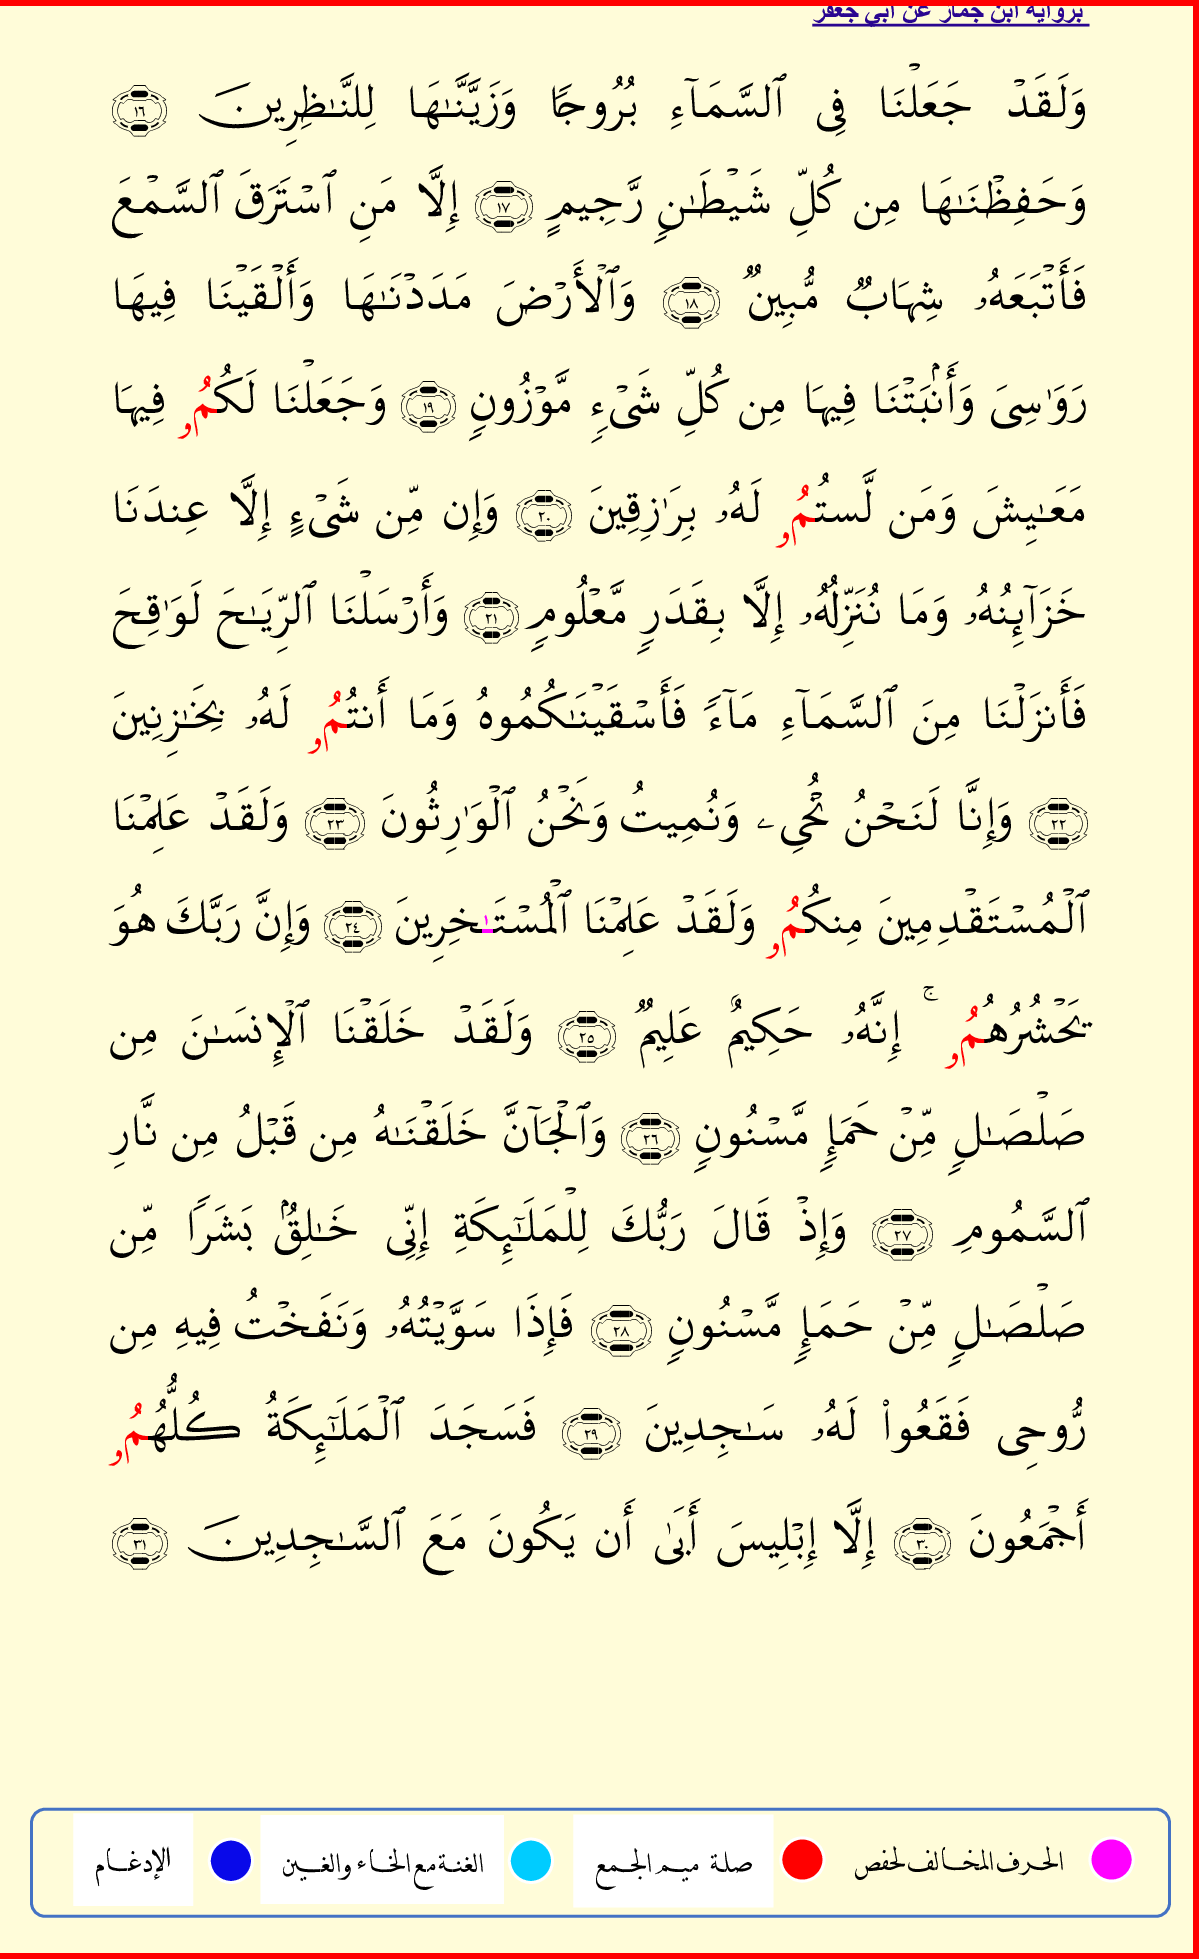 برواية ابن جماز عن أبي جعفر
وَلَقَدۡ جَعَلۡنَا فِى ٱلسَّمَآءِ بُرُوجًا وَزَيَّنَّـٰهَا لِلنَّـٰظِرِينَ ١٦
وَحَفِظۡنَـٰهَا مِن كُلِّ شَيۡطَـٰنٍ رَّجِيمٍ ١٧ إِلَّا مَنِ ٱسۡتَرَقَ ٱلسَّمۡعَ
فَأَتۡبَعَهُۥ شِهَابٌ مُّبِينٌ ١٨ وَٱلۡأَرۡضَ مَدَدۡنَـٰهَا وَأَلۡقَيۡنَا فِيهَا
رَوَٰسِىَ وَأَنۢبَتۡنَا فِيهَا مِن كُلِّ شَىۡءٍ مَّوۡزُونٍ ١٩ وَجَعَلۡنَا لَكُمُۥ فِيهَا
مَعَـٰيِشَ وَمَن لَّستُمُۥ لَهُۥ بِرَٰزِقِينَ ٢٠ وَإِن مِّن شَىۡءٍ إِلَّا عِندَنَا
خَزَآئِنُهُۥ وَمَا نُنَزِّلُهُۥ إِلَّا بِقَدَرٍ مَّعۡلُومٍ ٢١ وَأَرۡسَلۡنَا ٱلرِّيَـٰحَ لَوَٰقِحَ
فَأَنزَلۡنَا مِنَ ٱلسَّمَآءِ مَآءً فَأَسۡقَيۡنَـٰكُمُوهُ وَمَا أَنتُمُۥ لَهُۥ بِخَـٰزِنِينَ
٢٢ وَإِنَّا لَنَحۡنُ نُحۡىِۦ وَنُمِيتُ وَنَحۡنُ ٱلۡوَٰرِثُونَ ٢٣ وَلَقَدۡ عَلِمۡنَا
ٱلۡمُسۡتَقۡدِمِينَ مِنكُمُۥ وَلَقَدۡ عَلِمۡنَا ٱلۡمُسۡتَـٰخِرِينَ ٢٤ وَإِنَّ رَبَّكَ هُوَ
يَحۡشُرُهُمُۥ ۚ إِنَّهُۥ حَكِيمٌ عَلِيمٌ ٢٥ وَلَقَدۡ خَلَقۡنَا ٱلۡإِنسَـٰنَ مِن
صَلۡصَـٰلٍ مِّنۡ حَمَإٍ مَّسۡنُونٍ ٢٦ وَٱلۡجَآنَّ خَلَقۡنَـٰهُ مِن قَبۡلُ مِن نَّارِ
ٱلسَّمُومِ ٢٧ وَإِذۡ قَالَ رَبُّكَ لِلۡمَلَـٰٓئِكَةِ إِنِّى خَـٰلِقٌۢ بَشَرًا مِّن
صَلۡصَـٰلٍ مِّنۡ حَمَإٍ مَّسۡنُونٍ ٢٨ فَإِذَا سَوَّيۡتُهُۥ وَنَفَخۡتُ فِيهِ مِن
رُّوحِى فَقَعُوا۟ لَهُۥ سَـٰجِدِينَ ٢٩ فَسَجَدَ ٱلۡمَلَـٰٓئِكَةُ كُلُّهُمُۥ
أَجۡمَعُونَ ٣٠ إِلَّا إِبۡلِيسَ أَبَىٰ أَن يَكُونَ مَعَ ٱلسَّـٰجِدِينَ ٣١
الحرف المخالف لحفص صلة ميم الجمع الغنة مع الخاء والغين الإدغام